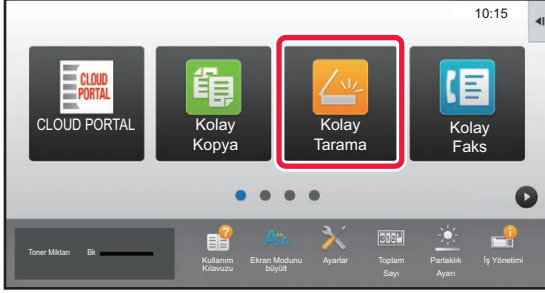 10:15
CLOUD
PORTAL
CLOUD PORTAL
Kolay
Kopya
Kolay
Tarama
Kolay
Faks
Toner Miktarı Bk
Kullanım
Kılavuzu
Ekran Modunu
büyült
Ayarlar
Toplam
Sayı
Parlaklık
Ayarı
İş Yönetimi